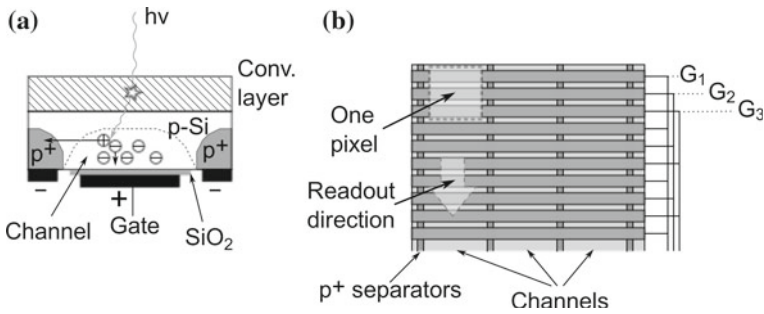 (a)
hν
Conv.
layer
p-Si
p+
p+
–
+
–
Channel
Gate
SiO₂
(b)
G₁
G₂
G₃
One
pixel
Readout
direction
p+ separators
Channels